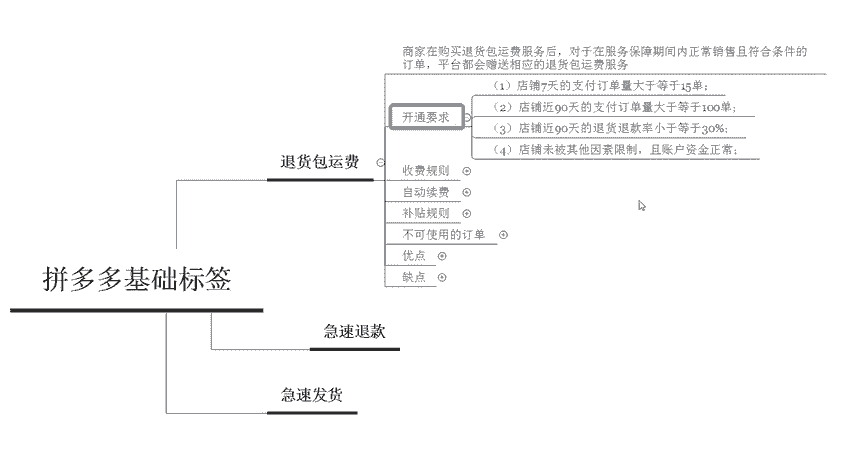 商家在购买退货包运费服务后，对于在服务保障期间内正常销售且符合条件的
订单，平台都会赠送相应的退货包运费服务
（1）店铺7天的支付订单量大于等于15单；
开通要求
（2）店铺近90天的支付订单量大于等于100单；
（3）店铺近90天的退货退款率小于等于30%；
（4）店铺未被其他因素限制，且账户资金正常；
退货包运费
收费规则
自动续费
补贴规则
不可使用的订单
优点
缺点
拼多多基础标签
急速退款
急速发货